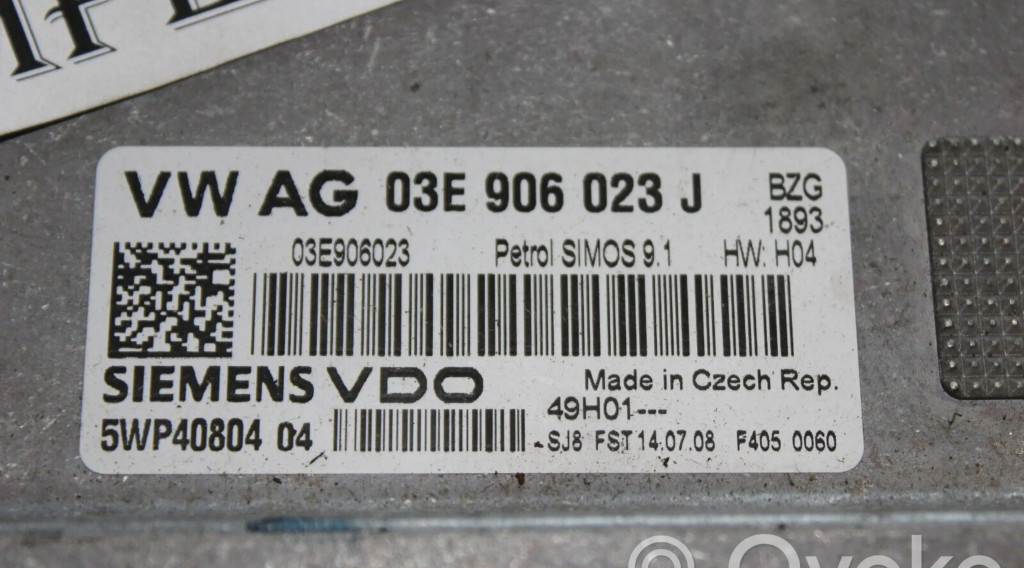 VW AG 03E 906 023 J BZG
1893
03E906023 Petrol SIMOS 9.1 HW: H04
SIEMENS VDO Made in Czech Rep.
49H01---
5WP40804 04 SJ8 FST 14.07.08 F405 0060
© Ovoko